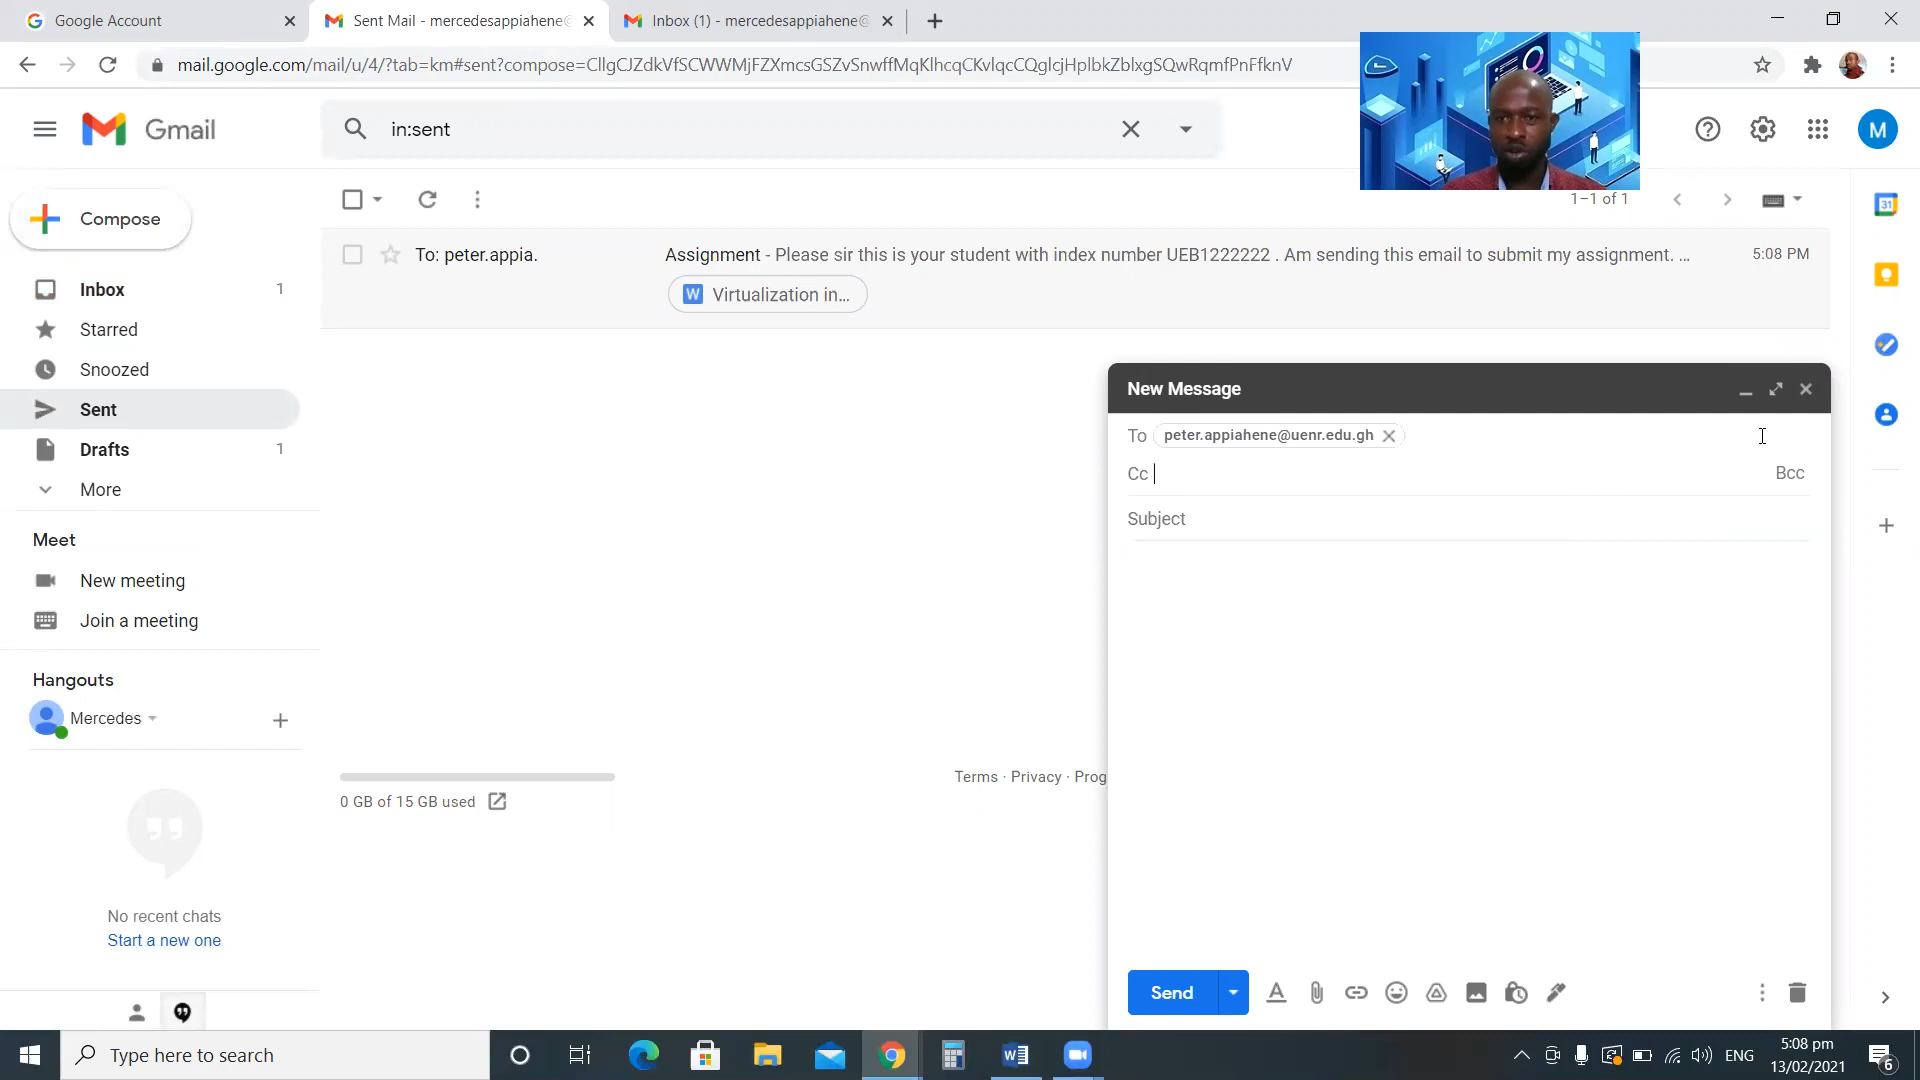 Google Account
Sent Mail - mercedesappiahene@
Inbox (1) - mercedesappiahene@
mail.google.com/mail/u/4/?tab=km#sent?compose=CllgCJZdkVfSCWWMjFZXmcsGSZvSnwffMqKlhcqCKvlqcCQglcjHplbkZblxgSQwRqmfPnFfknV
Gmail
in:sent
M
Compose
1–1 of 1
31
To: peter.appia.
Assignment - Please sir this is your student with index number UEB1222222 . Am sending this email to submit my assignment. ...
5:08 PM
W Virtualization in...
Inbox 1
Starred
Snoozed
Sent
Drafts 1
More
New Message
To peter.appiahene@uenr.edu.gh
Cc
Bcc
Subject
Meet
New meeting
Join a meeting
Hangouts
Mercedes
Terms · Privacy · Prog
0 GB of 15 GB used
No recent chats
Start a new one
Send
Type here to search
ENG
5:08 pm
13/02/2021
6